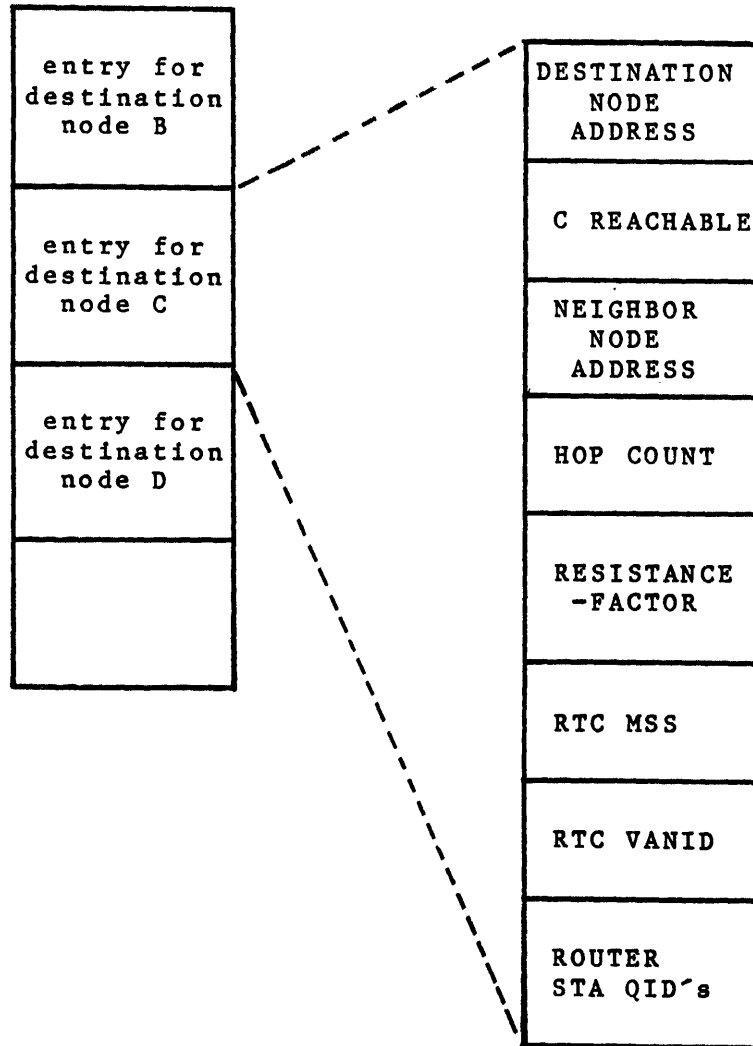 entry for
destination
node B
entry for
destination
node C
entry for
destination
node D
DESTINATION
NODE
ADDRESS
C REACHABLE
NEIGHBOR
NODE
ADDRESS
HOP COUNT
RESISTANCE
-FACTOR
RTC MSS
RTC VANID
ROUTER
STA QID´s